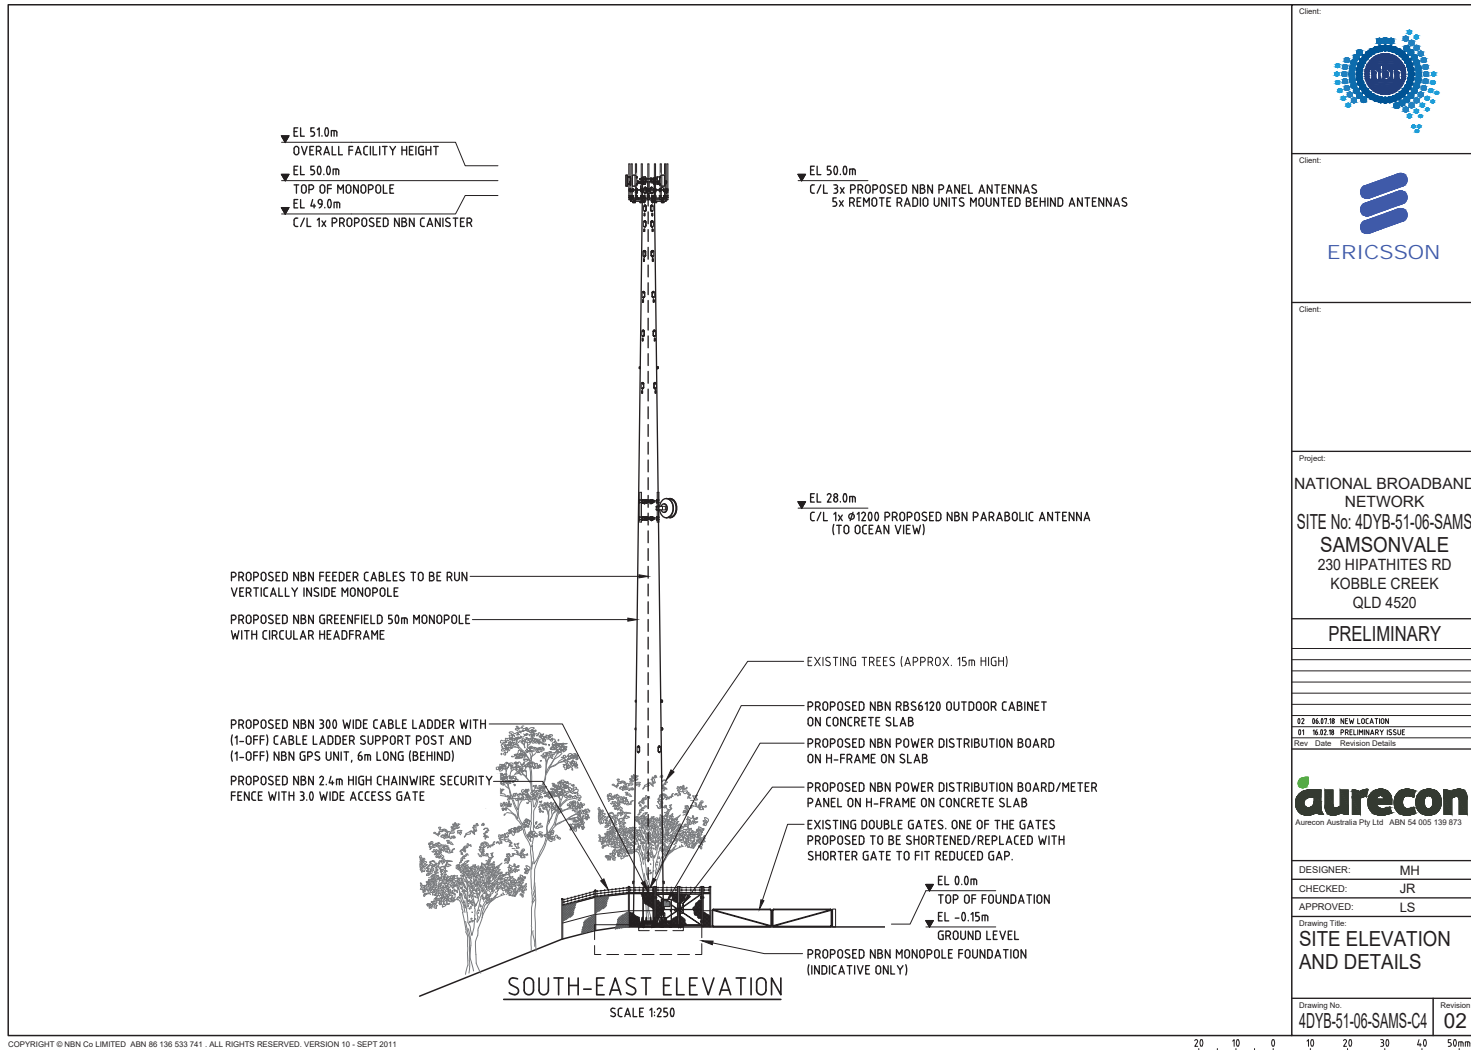 EL 51.0m
OVERALL FACILITY HEIGHT
EL 50.0m
TOP OF MONOPOLE
EL 49.0m
C/L 1x PROPOSED NBN CANISTER
EL 50.0m
C/L 3x PROPOSED NBN PANEL ANTENNAS
5x REMOTE RADIO UNITS MOUNTED BEHIND ANTENNAS
EL 28.0m
C/L 1x Ø1200 PROPOSED NBN PARABOLIC ANTENNA
(TO OCEAN VIEW)
PROPOSED NBN FEEDER CABLES TO BE RUN
VERTICALLY INSIDE MONOPOLE
PROPOSED NBN GREENFIELD 50m MONOPOLE
WITH CIRCULAR HEADFRAME
PROPOSED NBN 300 WIDE CABLE LADDER WITH
(1-OFF) CABLE LADDER SUPPORT POST AND
(1-OFF) NBN GPS UNIT, 6m LONG (BEHIND)
PROPOSED NBN 2.4m HIGH CHAINWIRE SECURITY
FENCE WITH 3.0 WIDE ACCESS GATE
EXISTING TREES (APPROX. 15m HIGH)
PROPOSED NBN RBS6120 OUTDOOR CABINET
ON CONCRETE SLAB
PROPOSED NBN POWER DISTRIBUTION BOARD
ON H-FRAME ON SLAB
PROPOSED NBN POWER DISTRIBUTION BOARD/METER
PANEL ON H-FRAME ON CONCRETE SLAB
EXISTING DOUBLE GATES. ONE OF THE GATES
PROPOSED TO BE SHORTENED/REPLACED WITH
SHORTER GATE TO FIT REDUCED GAP.
EL 0.0m
TOP OF FOUNDATION
EL -0.15m
GROUND LEVEL
PROPOSED NBN MONOPOLE FOUNDATION
(INDICATIVE ONLY)
SOUTH-EAST ELEVATION
SCALE 1:250
Client:
nbn
Client:
ERICSSON
Client:
Project:
NATIONAL BROADBAND
NETWORK
SITE No: 4DYB-51-06-SAMS
SAMSONVALE
230 HIPATHITES RD
KOBBLE CREEK
QLD 4520
PRELIMINARY
02 06.07.18 NEW LOCATION
01 16.02.18 PRELIMINARY ISSUE
Rev Date Revision Details
aurecon
Aurecon Australia Pty Ltd ABN 54 005 139 873
DESIGNER: MH
CHECKED: JR
APPROVED: LS
Drawing Title:
SITE ELEVATION
AND DETAILS
Drawing No. Revision
4DYB-51-06-SAMS-C4 02
COPYRIGHT © NBN Co LIMITED ABN 86 136 533 741 . ALL RIGHTS RESERVED. VERSION 10 - SEPT 2011
20 10 0 10 20 30 40 50mm